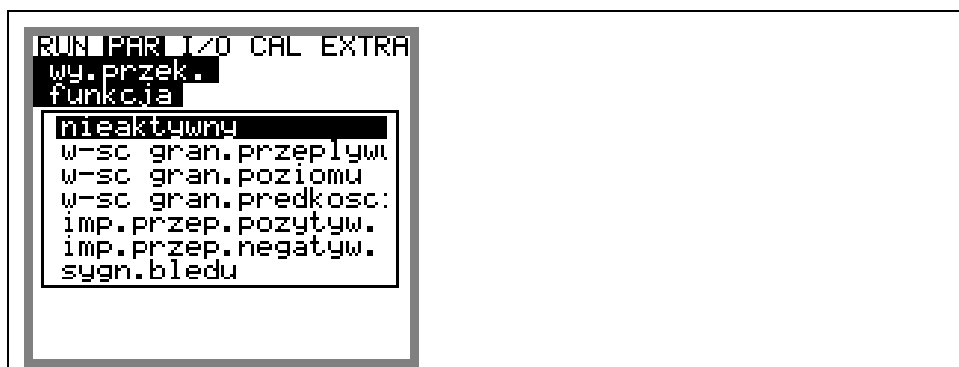 RUN PAR I/O CAL EXTRA
wy.przek.
funkcja
nieaktywny
w-sc gran.przeplywu
w-sc gran.poziomu
w-sc gran.predkosci
imp.przep.pozytyw.
imp.przep.negatyw.
sygn.bledu